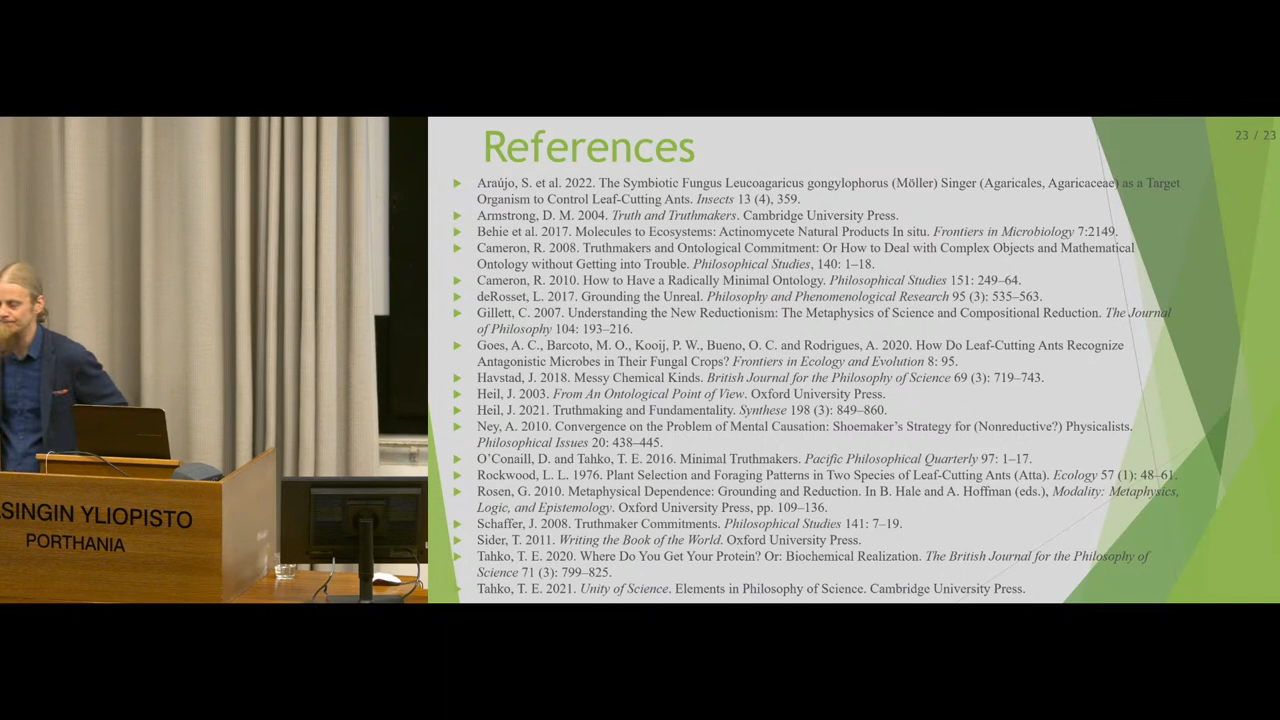 References
23 / 23
Araújo, S. et al. 2022. The Symbiotic Fungus Leucoagaricus gongylophorus (Möller) Singer (Agaricales, Agaricaceae) as a Target
Organism to Control Leaf-Cutting Ants. Insects 13 (4), 359.
Armstrong, D. M. 2004. Truth and Truthmakers. Cambridge University Press.
Behie et al. 2017. Molecules to Ecosystems: Actinomycete Natural Products In situ. Frontiers in Microbiology 7:2149.
Cameron, R. 2008. Truthmakers and Ontological Commitment: Or How to Deal with Complex Objects and Mathematical
Ontology without Getting into Trouble. Philosophical Studies, 140: 1–18.
Cameron, R. 2010. How to Have a Radically Minimal Ontology. Philosophical Studies 151: 249–64.
deRosset, L. 2017. Grounding the Unreal. Philosophy and Phenomenological Research 95 (3): 535–563.
Gillett, C. 2007. Understanding the New Reductionism: The Metaphysics of Science and Compositional Reduction. The Journal
of Philosophy 104: 193–216.
Goes, A. C., Barcoto, M. O., Kooij, P. W., Bueno, O. C. and Rodrigues, A. 2020. How Do Leaf-Cutting Ants Recognize
Antagonistic Microbes in Their Fungal Crops? Frontiers in Ecology and Evolution 8: 95.
Havstad, J. 2018. Messy Chemical Kinds. British Journal for the Philosophy of Science 69 (3): 719–743.
Heil, J. 2003. From An Ontological Point of View. Oxford University Press.
Heil, J. 2021. Truthmaking and Fundamentality. Synthese 198 (3): 849–860.
Ney, A. 2010. Convergence on the Problem of Mental Causation: Shoemaker's Strategy for (Nonreductive?) Physicalists.
Philosophical Issues 20: 438–445.
O'Conaill, D. and Tahko, T. E. 2016. Minimal Truthmakers. Pacific Philosophical Quarterly 97: 1–17.
Rockwood, L. L. 1976. Plant Selection and Foraging Patterns in Two Species of Leaf-Cutting Ants (Atta). Ecology 57 (1): 48–61.
Rosen, G. 2010. Metaphysical Dependence: Grounding and Reduction. In B. Hale and A. Hoffman (eds.), Modality: Metaphysics,
Logic, and Epistemology. Oxford University Press, pp. 109–136.
Schaffer, J. 2008. Truthmaker Commitments. Philosophical Studies 141: 7–19.
Sider, T. 2011. Writing the Book of the World. Oxford University Press.
Tahko, T. E. 2020. Where Do You Get Your Protein? Or: Biochemical Realization. The British Journal for the Philosophy of
Science 71 (3): 799–825.
Tahko, T. E. 2021. Unity of Science. Elements in Philosophy of Science. Cambridge University Press.
SINGIN YLIOPISTO
PORTHANIA